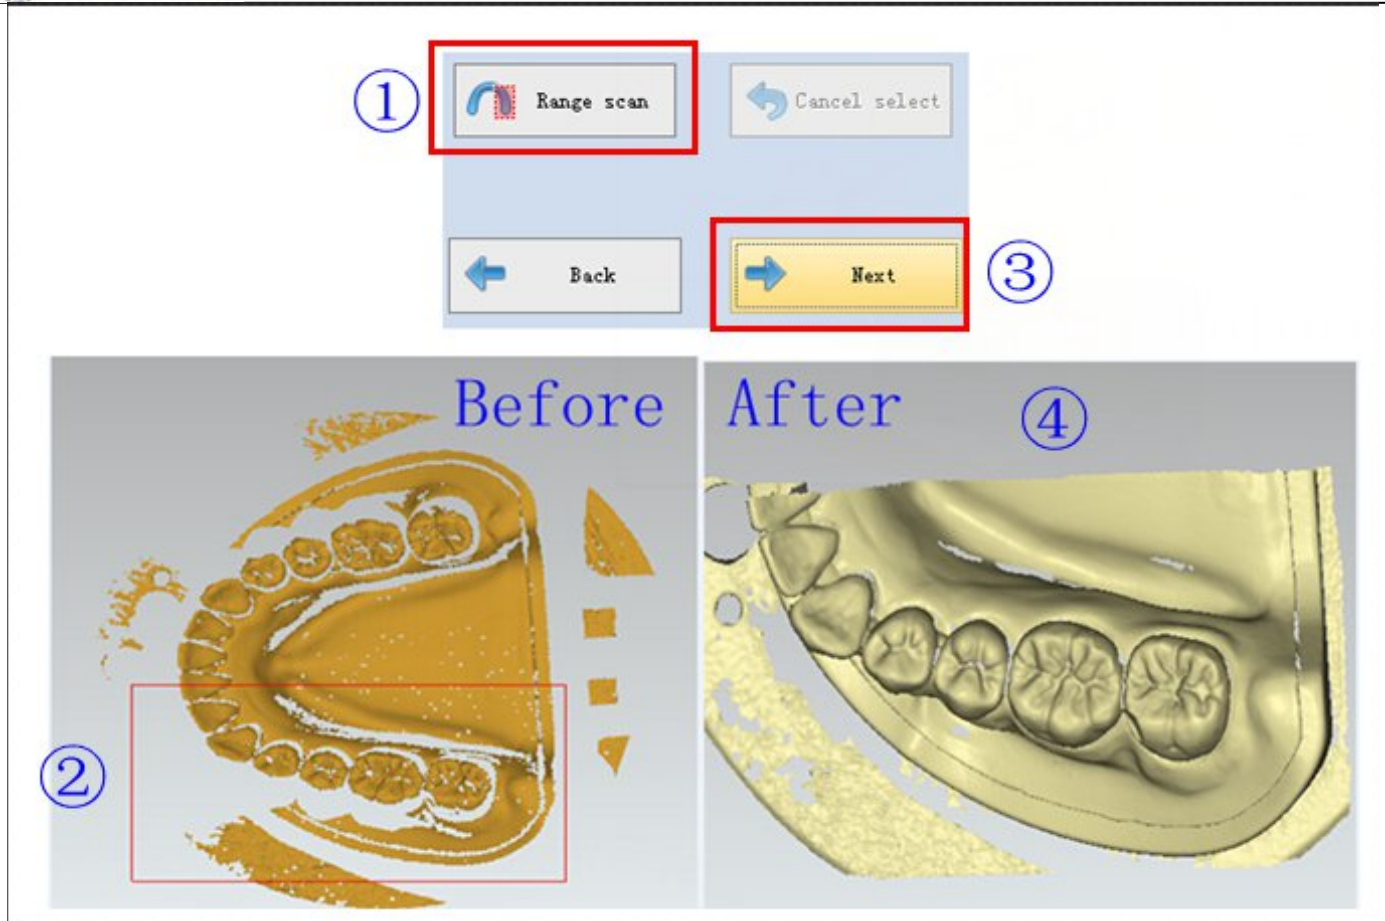 ① Range scan Cancel select
Back Next ③
Before After ④
②